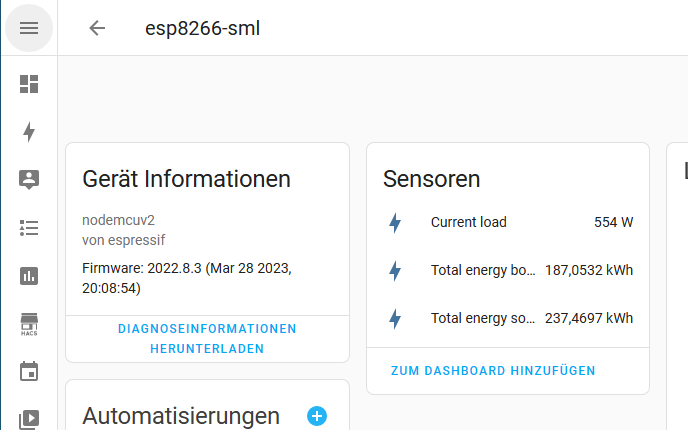 esp8266-sml
Gerät Informationen
nodemcuv2
von espressif
Firmware: 2022.8.3 (Mar 28 2023,
20:08:54)
DIAGNOSEINFORMATIONEN
HERUNTERLADEN
Automatisierungen
Sensoren
Current load 554 W
Total energy bo... 187,0532 kWh
Total energy so... 237,4697 kWh
ZUM DASHBOARD HINZUFÜGEN
HACS